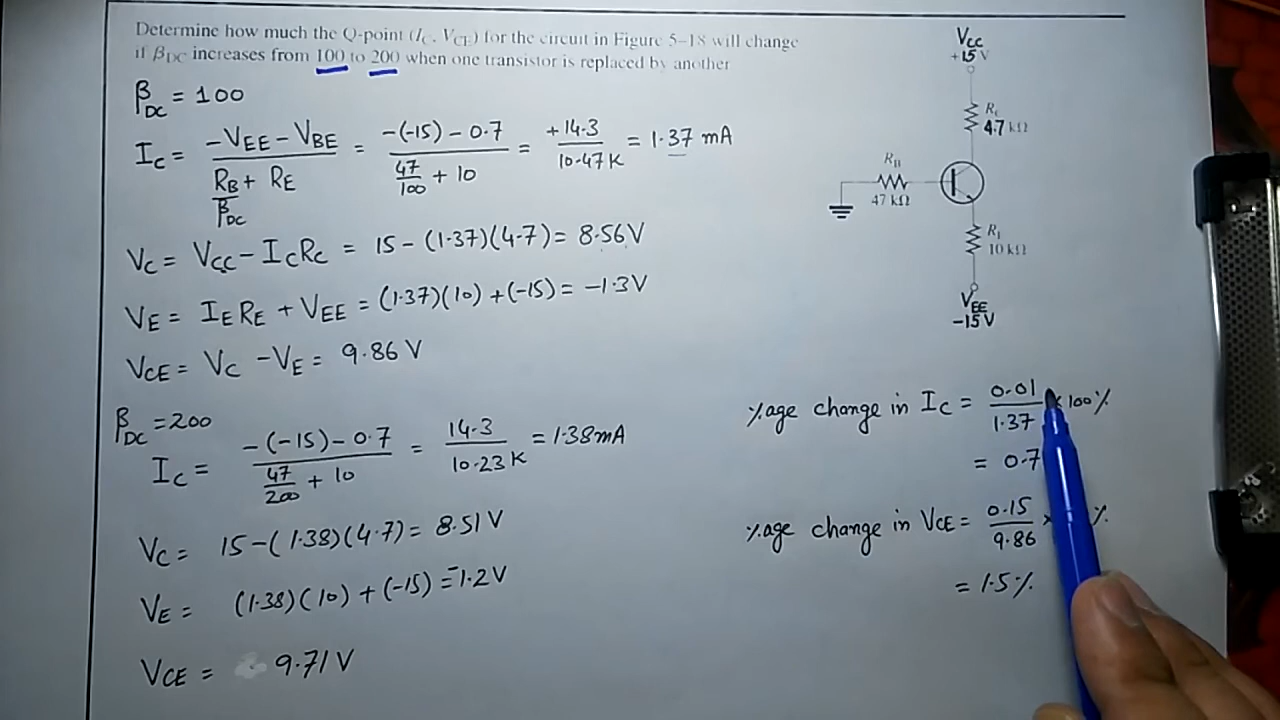 Determine how much the Q-point (I_C, V_CE) for the circuit in Figure 5–18 will change
if β_DC increases from 100 to 200 when one transistor is replaced by another
β_DC = 100
I_C = (-V_EE - V_BE) / (R_B/β_DC + R_E) = (-(-15) - 0.7) / (47/100 + 10) = +14.3 / 10.47K = 1.37 mA
V_C = V_CC - I_C R_C = 15 - (1.37)(4.7) = 8.56V
V_E = I_E R_E + V_EE = (1.37)(10) + (-15) = -1.3V
V_CE = V_C - V_E = 9.86 V
β_DC = 200
I_C = (-(-15) - 0.7) / (47/200 + 10) = 14.3 / 10.23K = 1.38mA
V_C = 15 - (1.38)(4.7) = 8.51 V
V_E = (1.38)(10) + (-15) = -1.2V
V_CE = 9.71 V
V_CC
+15 V
R_C
4.7 kΩ
R_B
47 kΩ
R_E
10 kΩ
V_EE
-15V
%age change in I_C = 0.01 / 1.37 × 100%
= 0.7
%age change in V_CE = 0.15 / 9.86 × %
= 1.5%